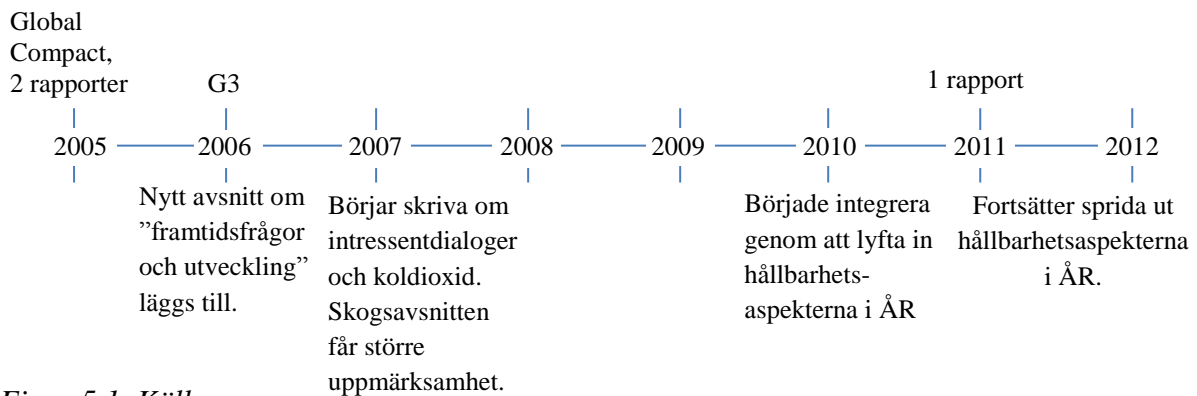 Global
Compact,
2 rapporter
G3
1 rapport
2005
2006
2007
2008
2009
2010
2011
2012
Nytt avsnitt om
”framtidsfrågor
och utveckling”
läggs till.
Börjar skriva om
intressentdialoger
och koldioxid.
Skogsavsnitten
får större
uppmärksamhet.
Började integrera
genom att lyfta in
hållbarhets-
aspekterna i ÅR
Fortsätter sprida ut
hållbarhetsaspekterna
i ÅR.